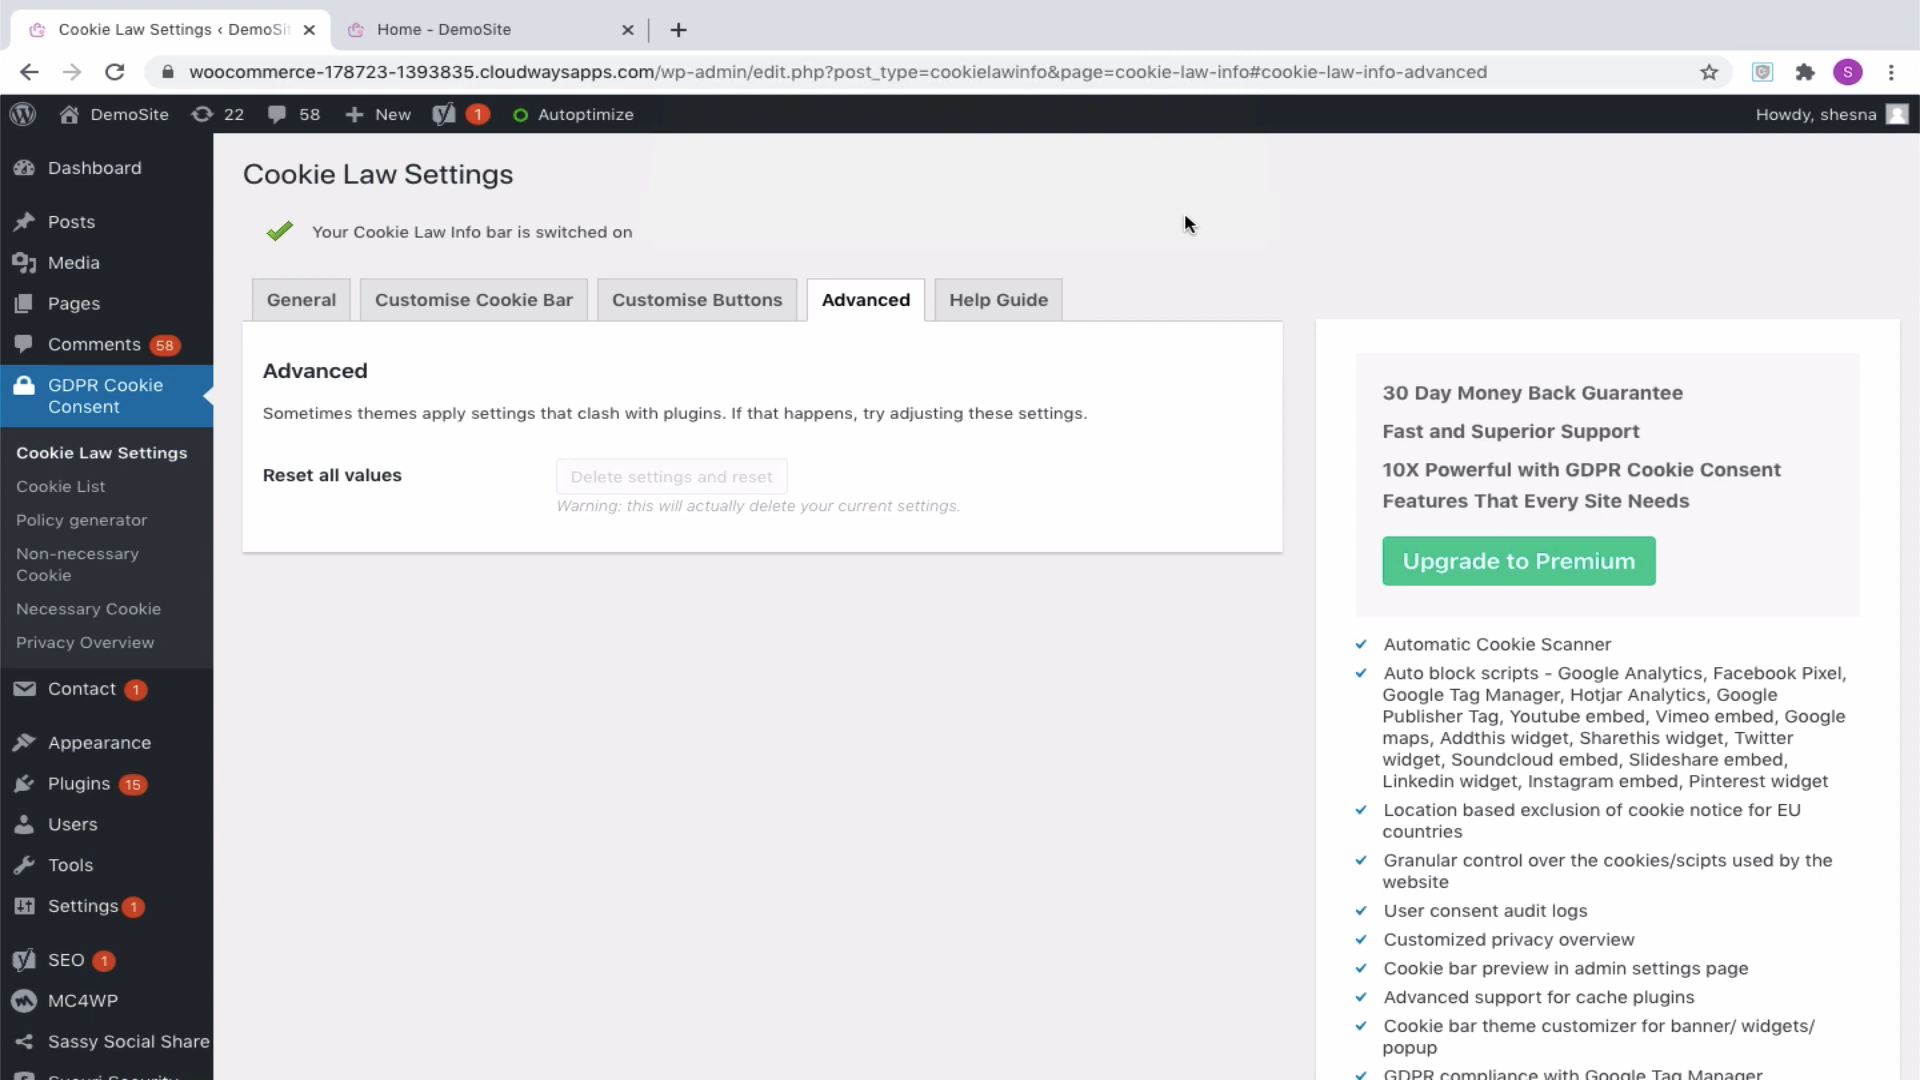 Cookie Law Settings ‹ DemoSit
Home - DemoSite
woocommerce-178723-1393835.cloudwaysapps.com/wp-admin/edit.php?post_type=cookielawinfo&page=cookie-law-info#cookie-law-info-advanced
S
DemoSite
22
58
New
1
Autoptimize
Howdy, shesna
Dashboard
Posts
Media
Pages
Comments 58
GDPR Cookie
Consent
Cookie Law Settings
Cookie List
Policy generator
Non-necessary
Cookie
Necessary Cookie
Privacy Overview
Contact 1
Appearance
Plugins 15
Users
Tools
Settings 1
SEO 1
MC4WP
Sassy Social Share
Sucuri Security
Cookie Law Settings
Your Cookie Law Info bar is switched on
General
Customise Cookie Bar
Customise Buttons
Advanced
Help Guide
Advanced
Sometimes themes apply settings that clash with plugins. If that happens, try adjusting these settings.
Reset all values
Delete settings and reset
Warning: this will actually delete your current settings.
30 Day Money Back Guarantee
Fast and Superior Support
10X Powerful with GDPR Cookie Consent
Features That Every Site Needs
Upgrade to Premium
Automatic Cookie Scanner
Auto block scripts - Google Analytics, Facebook Pixel,
Google Tag Manager, Hotjar Analytics, Google
Publisher Tag, Youtube embed, Vimeo embed, Google
maps, Addthis widget, Sharethis widget, Twitter
widget, Soundcloud embed, Slideshare embed,
Linkedin widget, Instagram embed, Pinterest widget
Location based exclusion of cookie notice for EU
countries
Granular control over the cookies/scipts used by the
website
User consent audit logs
Customized privacy overview
Cookie bar preview in admin settings page
Advanced support for cache plugins
Cookie bar theme customizer for banner/ widgets/
popup
GDPR compliance with Google Tag Manager